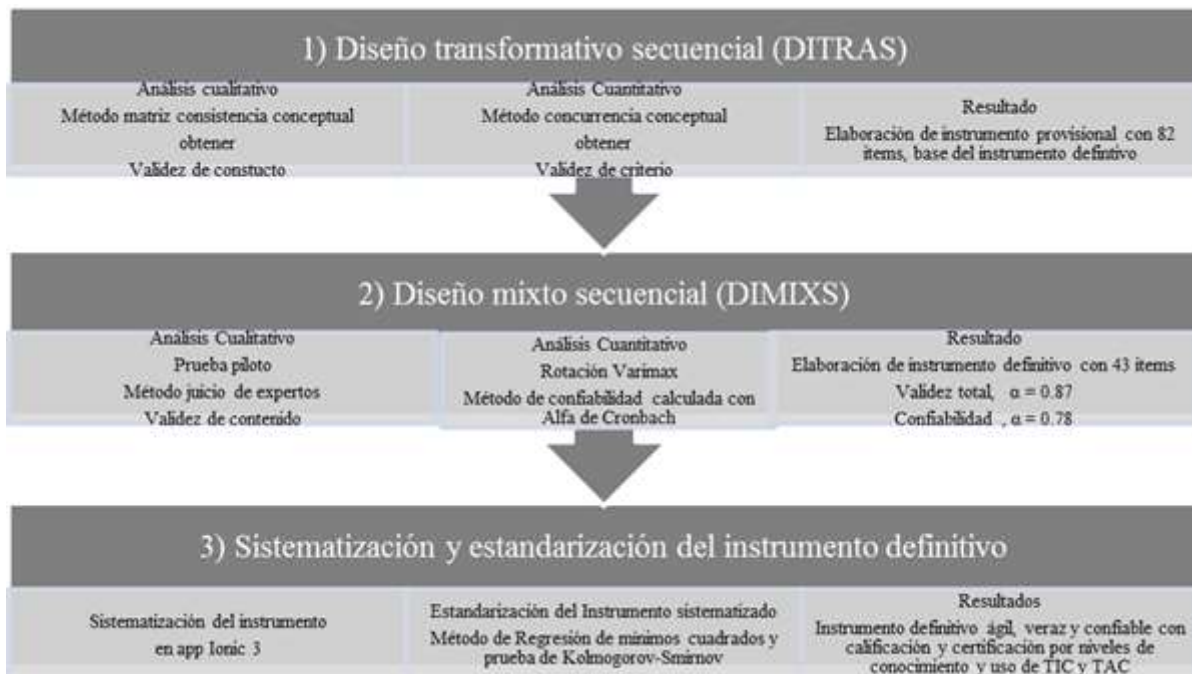 1) Diseño transformativo secuencial (DITRAS)
Análisis cualitativo
Método matriz consistencia conceptual
obtener
Validez de constucto
Análisis Cuantitativo
Método concurrencia conceptual
obtener
Validez de criterio
Resultado
Elaboración de instrumento provisional con 82
items, base del instrumento defintivo
2) Diseño mixto secuencial (DIMIXS)
Análisis Cualitativo
Prueba piloto
Método juicio de expertos
Validez de contenido
Análisis Cuantitativo
Rotación Varimax
Método de confiabilidad calculada con
Alfa de Cronbach
Resultado
Elaboración de instrumento definitivo con 43 items
Validez total, α = 0.87
Confiabilidad , α = 0.78
3) Sistematización y estandarización del instrumento definitivo
Sistematización del instrumento
en app Ionic 3
Estandarización del Instrumento sistematizado
Método de Regresión de minimos cuadrados y
prueba de Kolmogorov-Smirnov
Resultados
Instrumento definitivo ágil, veraz y confiable con
calificación y certificación por niveles de
conocimiento y uso de TIC y TAC